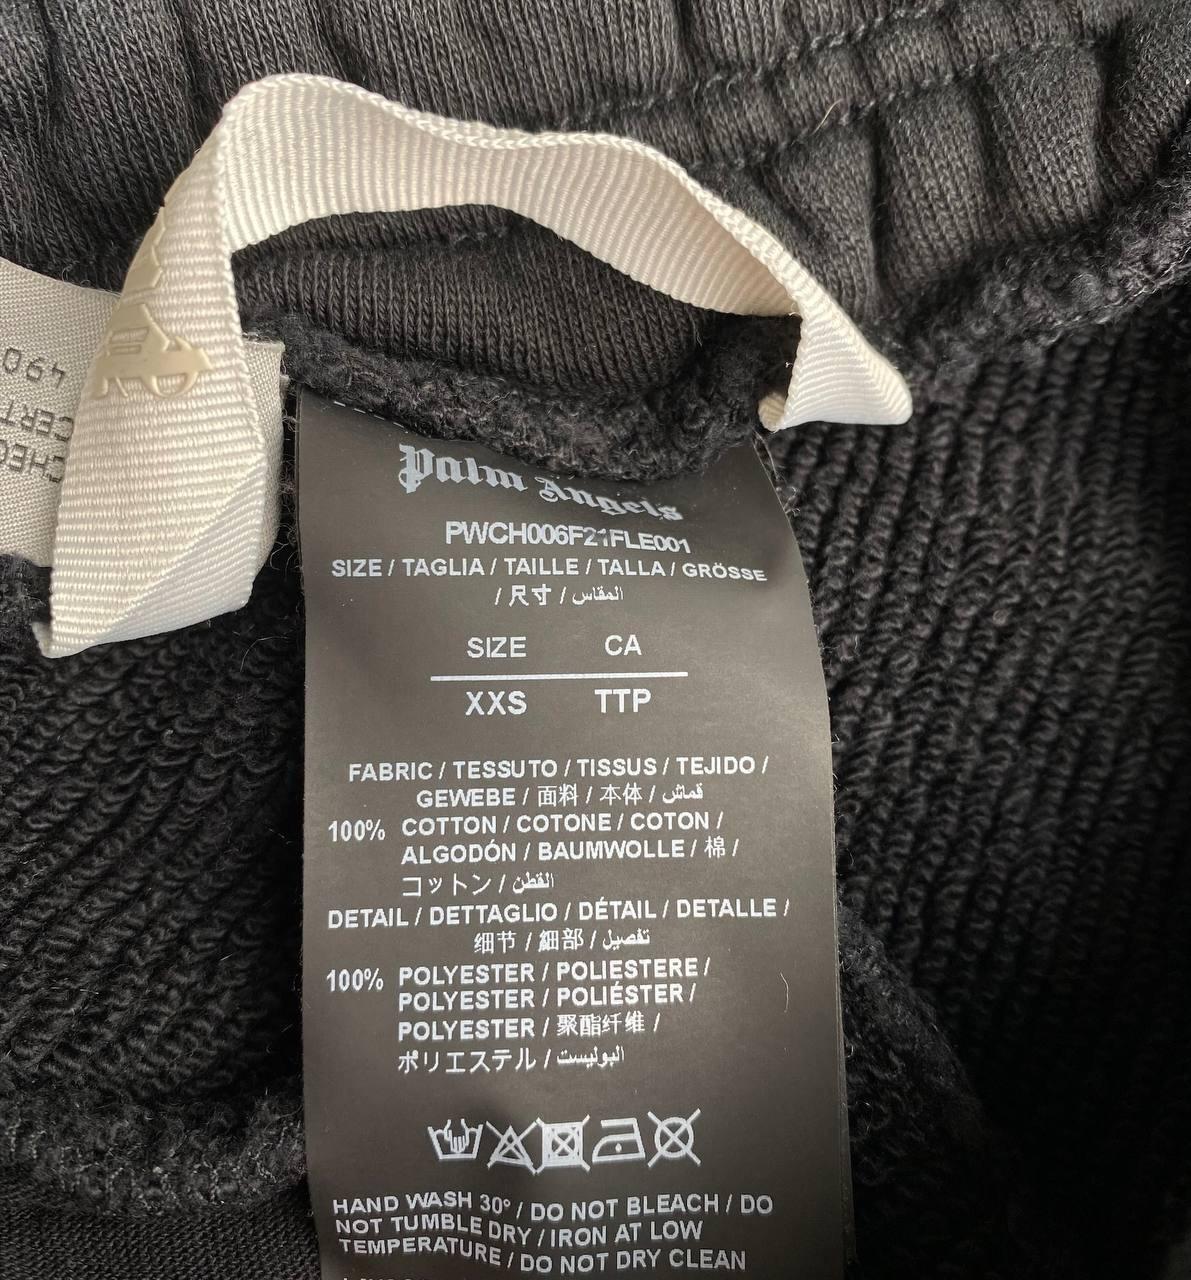 Palm Angels
PWCH006F21FLE001
SIZE / TAGLIA / TAILLE / TALLA / GRÖSSE
/ 尺寸 / المقاس
SIZE CA
XXS TTP
FABRIC / TESSUTO / TISSUS / TEJIDO /
GEWEBE / 面料 / 本体 / قماش
100% COTTON / COTONE / COTON /
ALGODÓN / BAUMWOLLE / 棉 /
コットン / القطن
DETAIL / DETTAGLIO / DÉTAIL / DETALLE /
细节 / 細部 / تفصيل
100% POLYESTER / POLIESTERE /
POLYESTER / POLIÉSTER /
POLYESTER / 聚酯纤维 /
ポリエステル / البوليست
HAND WASH 30° / DO NOT BLEACH / DO
NOT TUMBLE DRY / IRON AT LOW
TEMPERATURE / DO NOT DRY CLEAN
490
CERT
CHEC